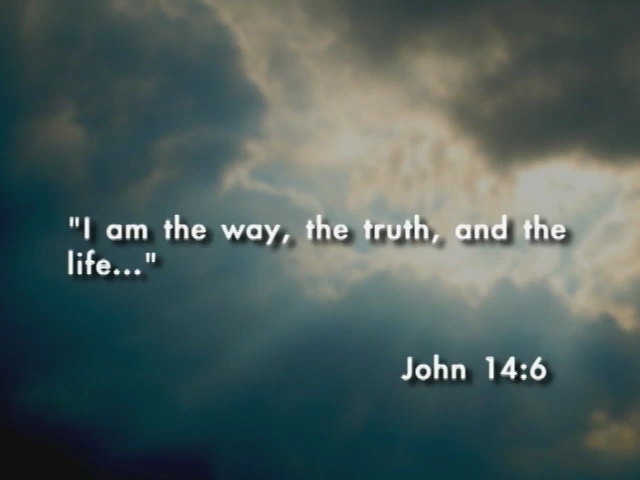 "I am the way, the truth, and the
life..."
John 14:6